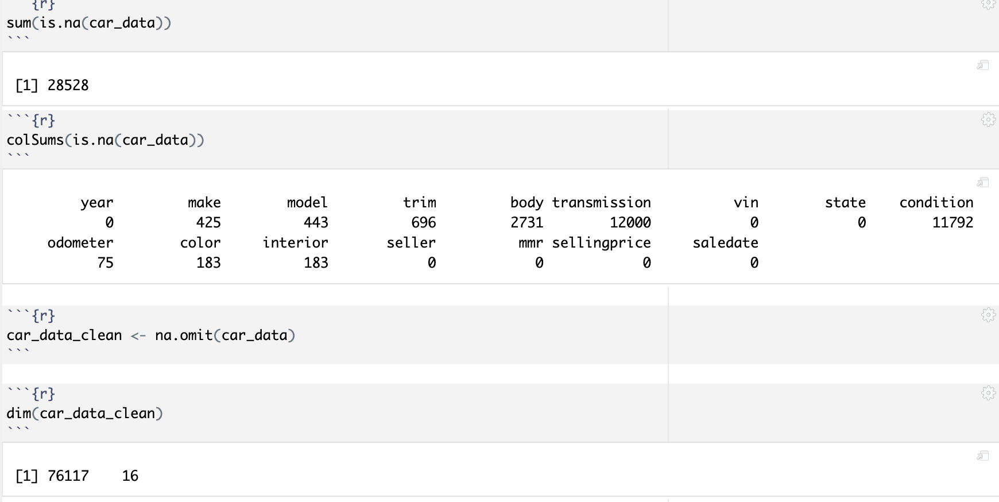 ```{r}
sum(is.na(car_data))
```
[1] 28528
```{r}
colSums(is.na(car_data))
```
year make model trim body transmission vin state condition
0 425 443 696 2731 12000 0 0 11792
odometer color interior seller mmr sellingprice saledate
75 183 183 0 0 0 0
```{r}
car_data_clean <- na.omit(car_data)
```
```{r}
dim(car_data_clean)
```
[1] 76117 16